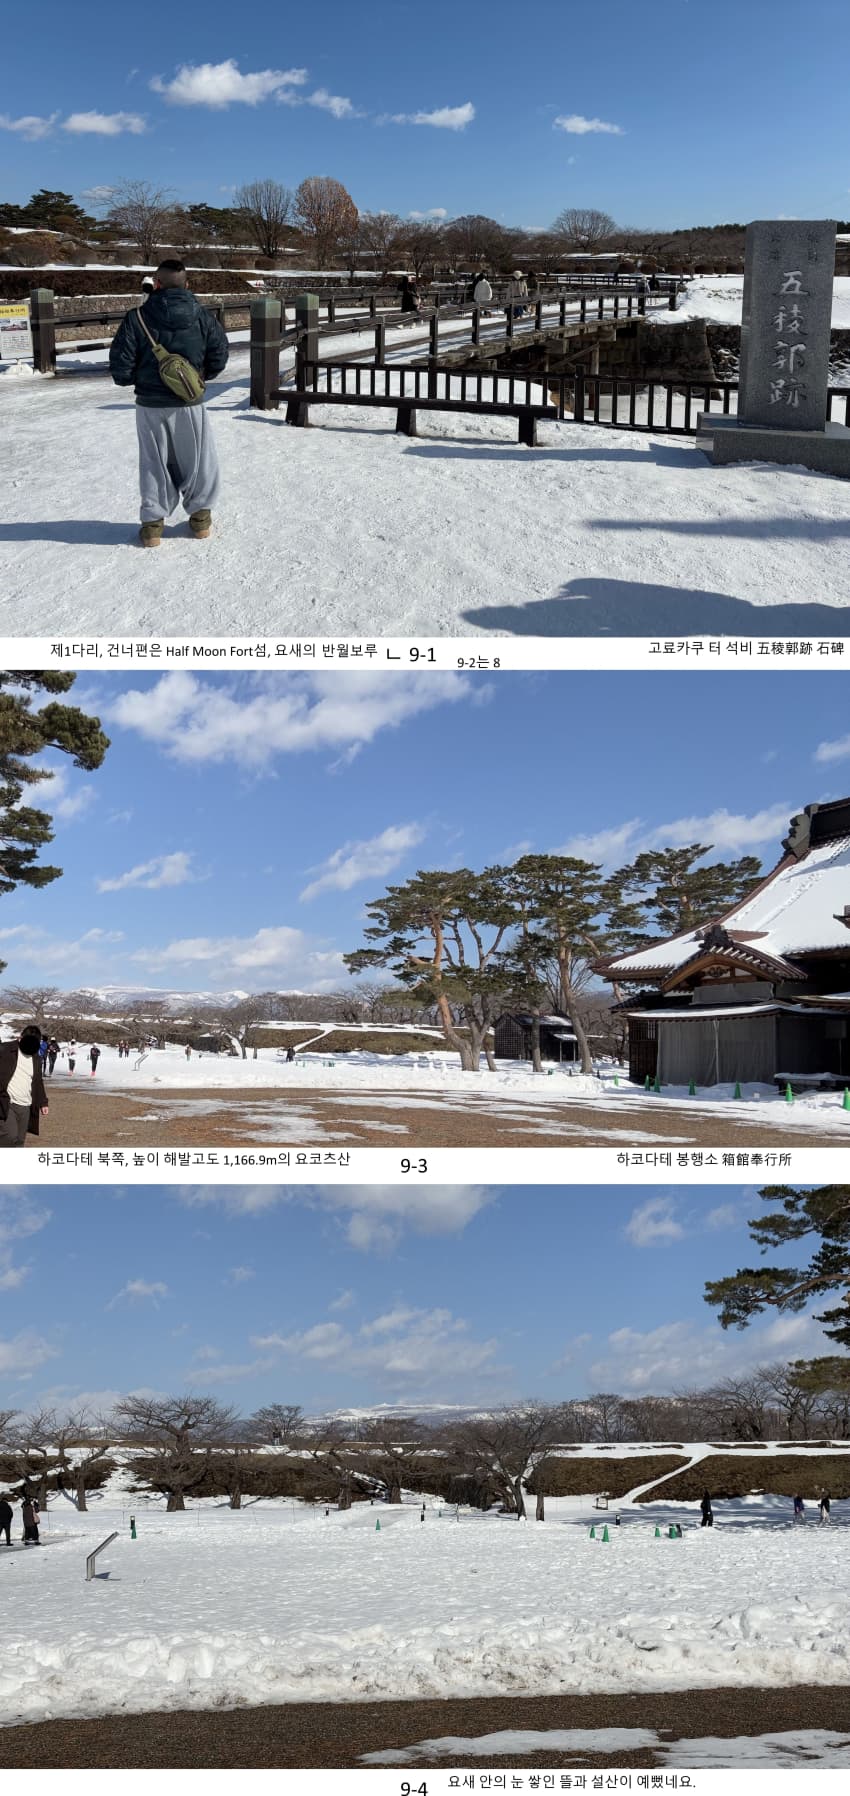 五稜郭跡
제1다리, 건너편은 Half Moon Fort섬, 요새의 반월보루 ㄴ 9-1 9-2는 8 고료카쿠 터 석비 五稜郭跡 石碑
하코다테 북쪽, 높이 해발고도 1,166.9m의 요코츠산 9-3 하코다테 봉행소 箱館奉行所
9-4 요새 안의 눈 쌓인 뜰과 설산이 예뻤네요.